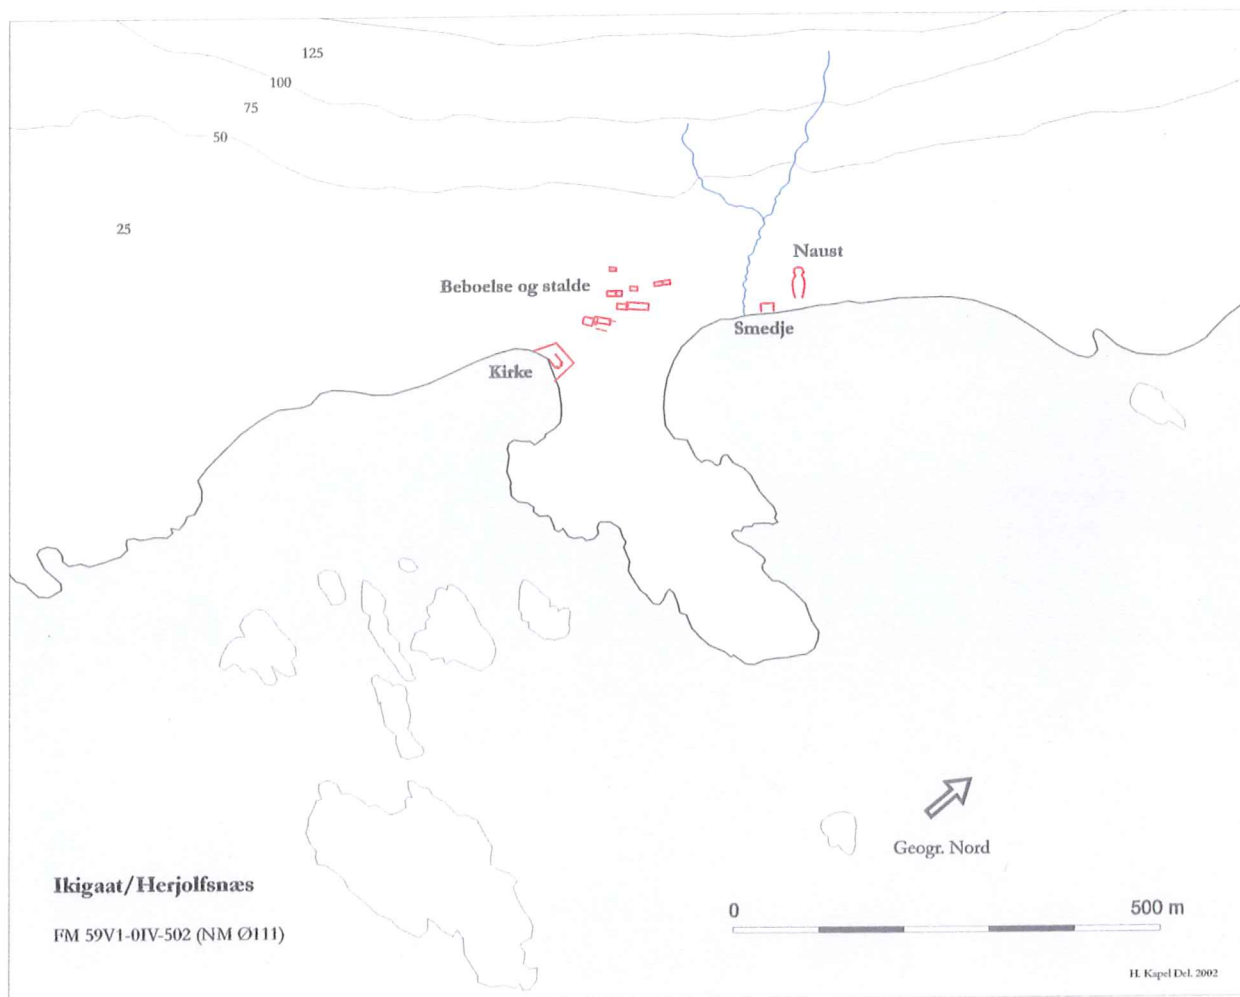 125
100
75
50
25
Naust
Beboelse og stalde
Smedje
Kirke
Geogr. Nord
Ikigaat/Herjolfsnæs
0
500 m
FM 59V1-0IV-502 (NM Ø111)
H. Kapel Del. 2002